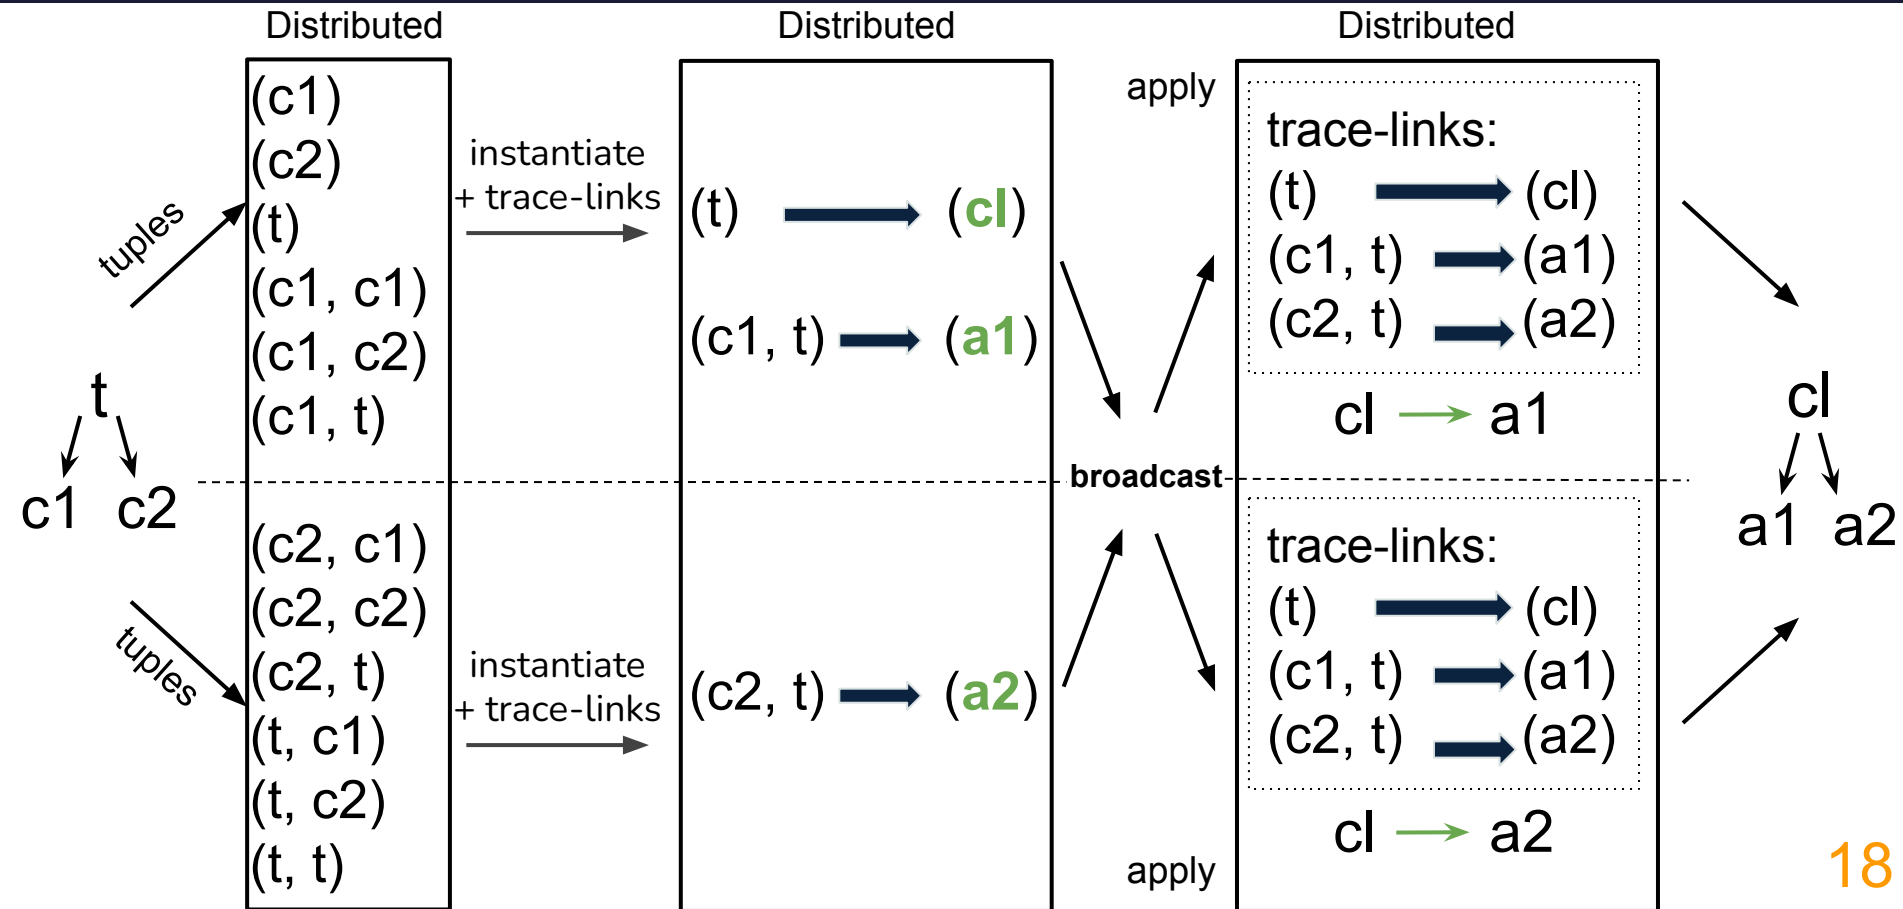 Distributed
Distributed
Distributed
tuples
t
c1 c2
tuples
(c1)
(c2)
(t)
(c1, c1)
(c1, c2)
(c1, t)
(c2, c1)
(c2, c2)
(c2, t)
(t, c1)
(t, c2)
(t, t)
instantiate
+ trace-links
instantiate
+ trace-links
(t) (cl)
(c1, t) (a1)
(c2, t) (a2)
broadcast
apply
trace-links:
(t) (cl)
(c1, t) (a1)
(c2, t) (a2)
cl a1
apply
trace-links:
(t) (cl)
(c1, t) (a1)
(c2, t) (a2)
cl a2
cl
a1 a2
18